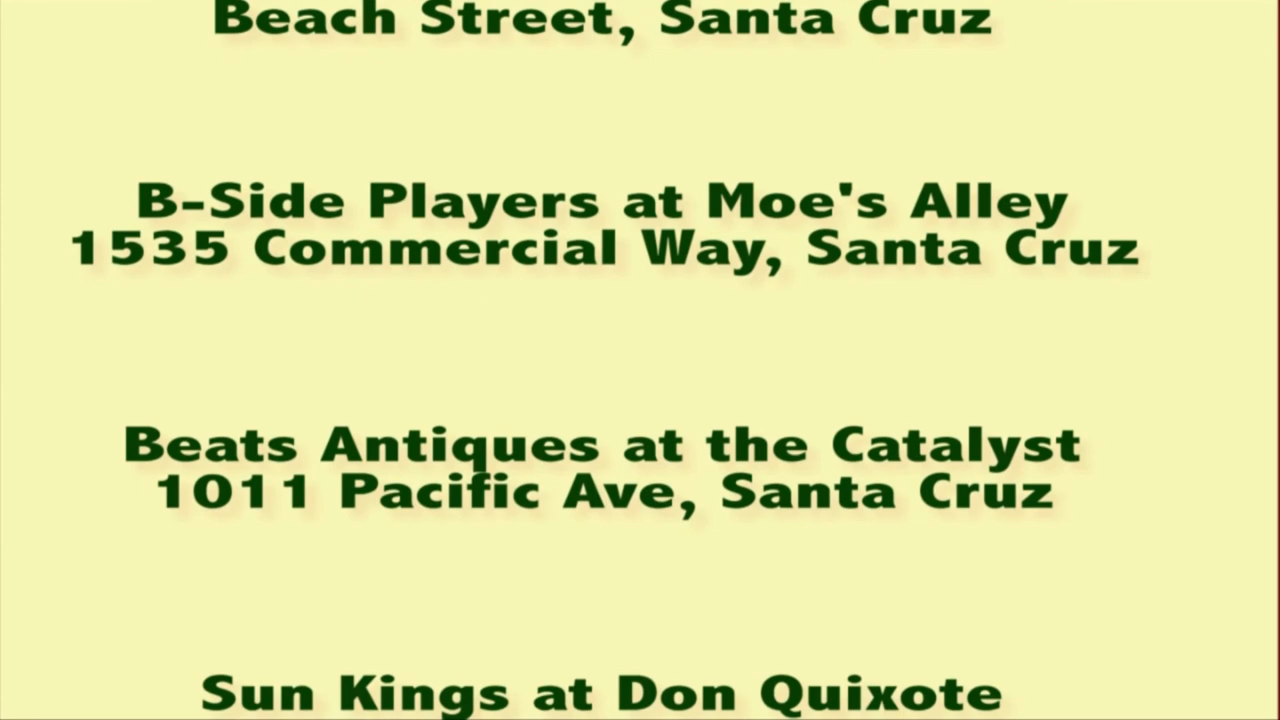 Beach Street, Santa Cruz
B-Side Players at Moe's Alley
1535 Commercial Way, Santa Cruz
Beats Antiques at the Catalyst
1011 Pacific Ave, Santa Cruz
Sun Kings at Don Quixote